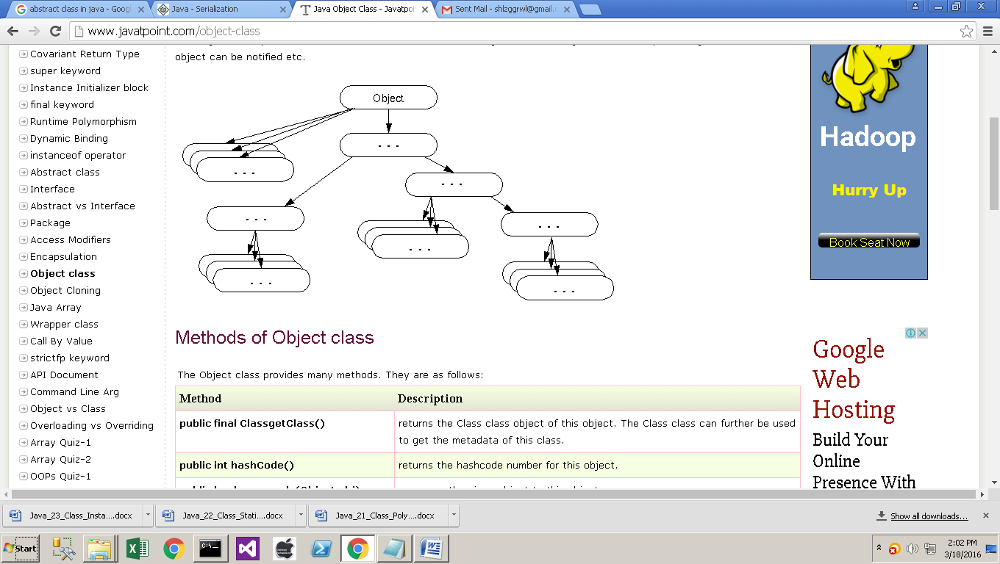 abstract class in java - Goog
Java - Serialization
Java Object Class - Javatpoin
Sent Mail - shlzggrwl@gmail.c
www.javatpoint.com/object-class
Covariant Return Type
super keyword
Instance Initializer block
final keyword
Runtime Polymorphism
Dynamic Binding
instanceof operator
Abstract class
Interface
Abstract vs Interface
Package
Access Modifiers
Encapsulation
Object class
Object Cloning
Java Array
Wrapper class
Call By Value
strictfp keyword
API Document
Command Line Arg
Object vs Class
Overloading vs Overriding
Array Quiz-1
Array Quiz-2
OOPs Quiz-1
object can be notified etc.
Object
. . .
. . .
. . .
. . .
. . .
. . .
. . .
. . .
Methods of Object class
The Object class provides many methods. They are as follows:
Method Description
public final ClassgetClass() returns the Class class object of this object. The Class class can further be used
to get the metadata of this class.
public int hashCode() returns the hashcode number for this object.
Hadoop
Hurry Up
Book Seat Now
Google
Web
Hosting
Build Your
Online
Presence With
Java_23_Class_Insta....docx
Java_22_Class_Stati....docx
Java_21_Class_Poly....docx
Show all downloads...
Start
2:02 PM
3/18/2016